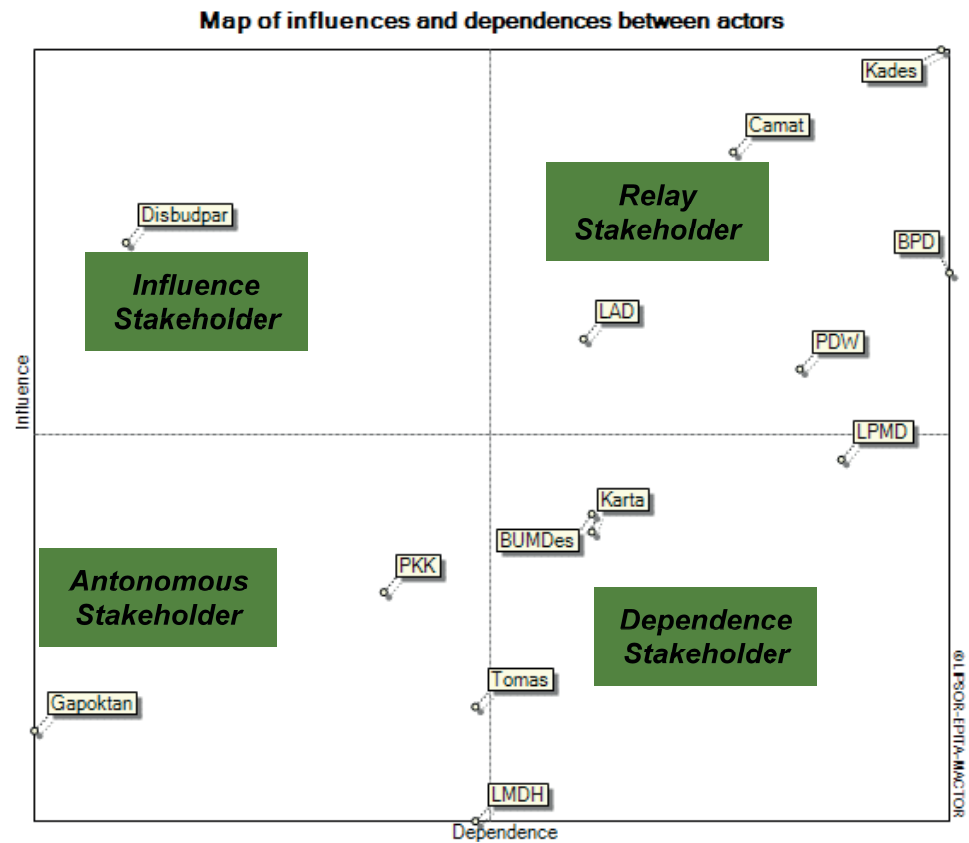 Map of influences and dependences between actors
Kades
Camat
Relay
Stakeholder
Disbudpar
BPD
Influence
Stakeholder
LAD
PDW
Influence
LPMD
Karta
BUMDes
PKK
Antonomous
Stakeholder
Dependence
Stakeholder
Tomas
Gapoktan
LMDH
Dependence
© LIPSOR-EPITA-MACTOR